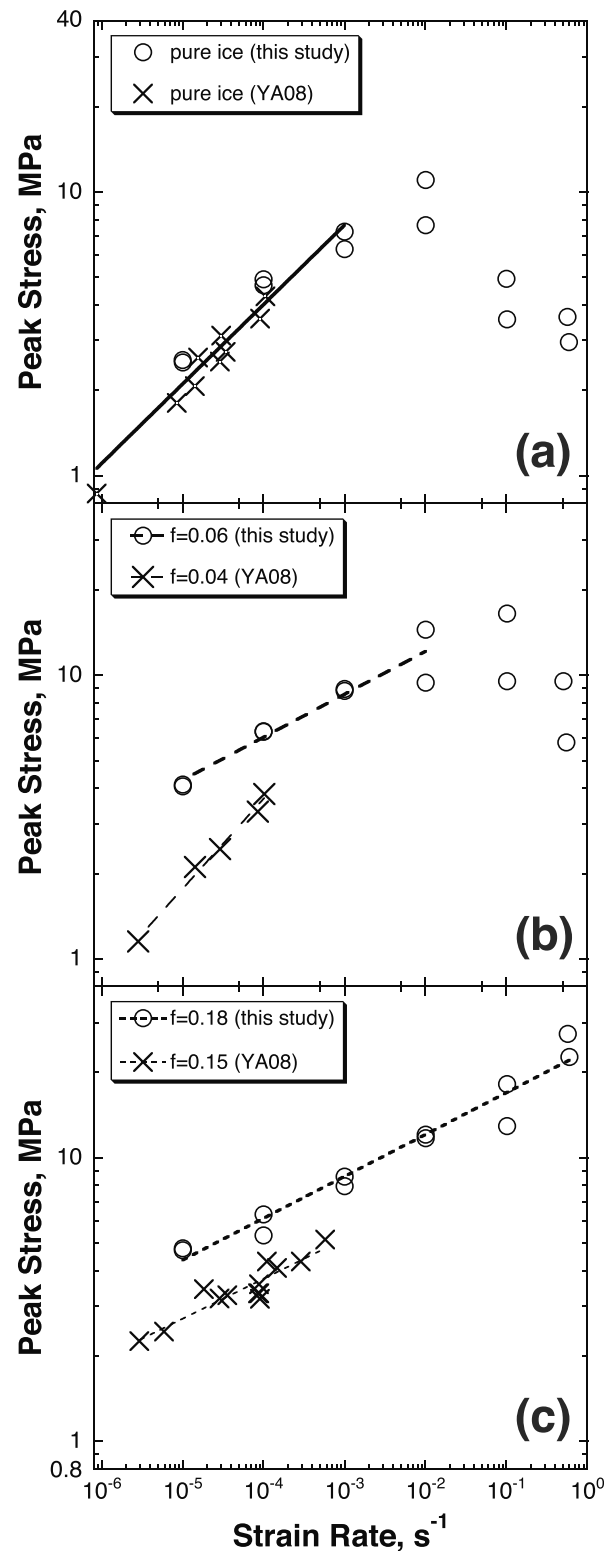 40
pure ice (this study)
pure ice (YA08)
10
Peak Stress, MPa
1
(a)
f=0.06 (this study)
f=0.04 (YA08)
10
Peak Stress, MPa
1
(b)
f=0.18 (this study)
f=0.15 (YA08)
10
Peak Stress, MPa
1
(c)
0.8
10⁻⁶ 10⁻⁵ 10⁻⁴ 10⁻³ 10⁻² 10⁻¹ 10⁰
Strain Rate, s⁻¹